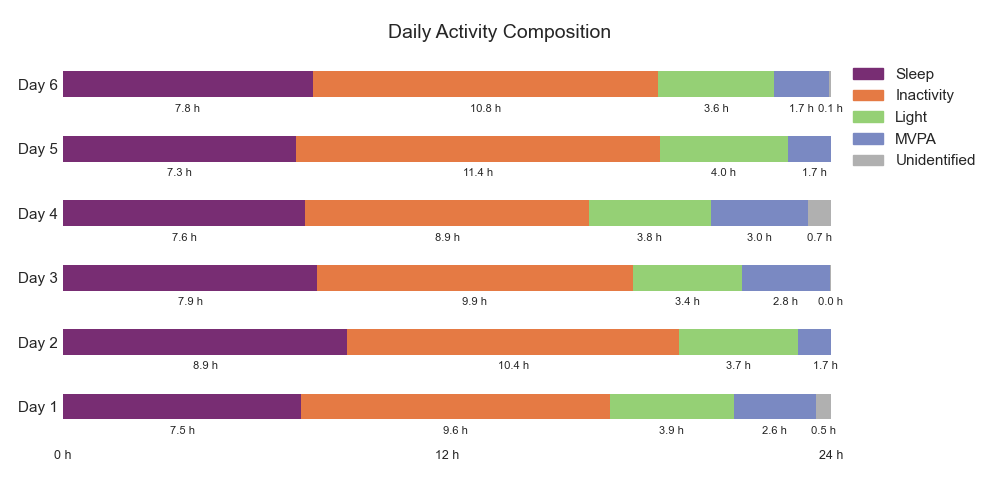 Daily Activity Composition
Day 6
7.8 h 10.8 h 3.6 h 1.7 h 0.1 h
Day 5
7.3 h 11.4 h 4.0 h 1.7 h
Day 4
7.6 h 8.9 h 3.8 h 3.0 h 0.7 h
Day 3
7.9 h 9.9 h 3.4 h 2.8 h 0.0 h
Day 2
8.9 h 10.4 h 3.7 h 1.7 h
Day 1
7.5 h 9.6 h 3.9 h 2.6 h 0.5 h
0 h 12 h 24 h
Sleep
Inactivity
Light
MVPA
Unidentified